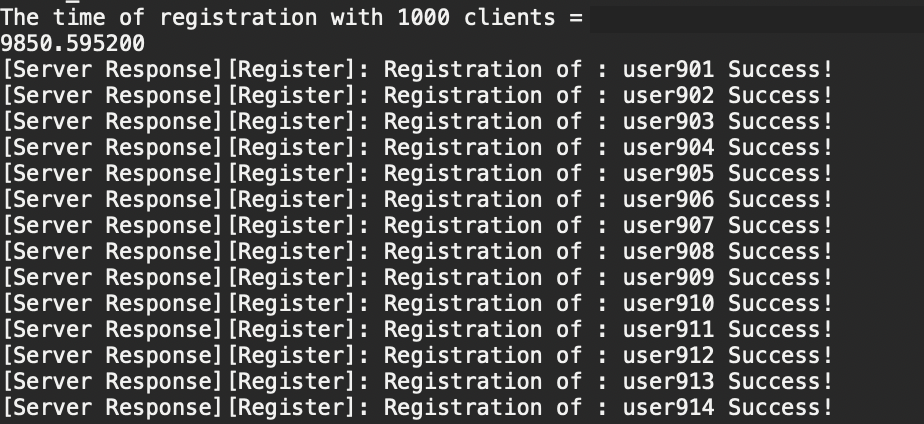 The time of registration with 1000 clients =
9850.595200
[Server Response][Register]: Registration of : user901 Success!
[Server Response][Register]: Registration of : user902 Success!
[Server Response][Register]: Registration of : user903 Success!
[Server Response][Register]: Registration of : user904 Success!
[Server Response][Register]: Registration of : user905 Success!
[Server Response][Register]: Registration of : user906 Success!
[Server Response][Register]: Registration of : user907 Success!
[Server Response][Register]: Registration of : user908 Success!
[Server Response][Register]: Registration of : user909 Success!
[Server Response][Register]: Registration of : user910 Success!
[Server Response][Register]: Registration of : user911 Success!
[Server Response][Register]: Registration of : user912 Success!
[Server Response][Register]: Registration of : user913 Success!
[Server Response][Register]: Registration of : user914 Success!